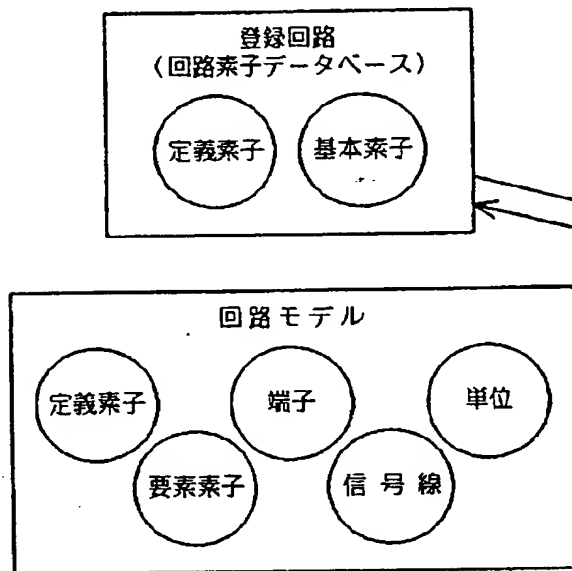 登録回路
(回路素子データベース)
定義素子
基本素子
回路モデル
定義素子
端子
単位
要素素子
信号線